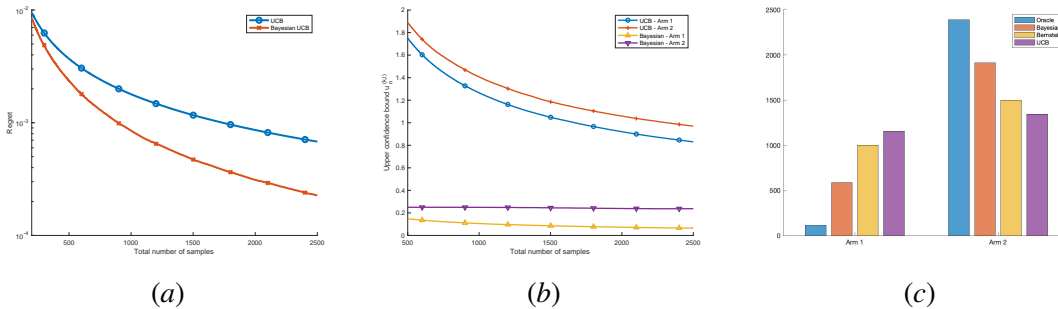 10^-2
10^-3
10^-4
Regret
500 1000 1500 2000 2500
Total number of samples
UCB
Bayesian UCB
(a)
2
1.8
1.6
1.4
1.2
1
0.8
0.6
0.4
0.2
0
Upper confidence bound u_n
500 1000 1500 2000 2500
Total number of samples
UCB - Arm 1
UCB - Arm 2
Bayesian - Arm 1
Bayesian - Arm 2
(b)
2500
2000
1500
1000
500
0
Arm 1 Arm 2
Oracle
Bayesian
UCB
(c)